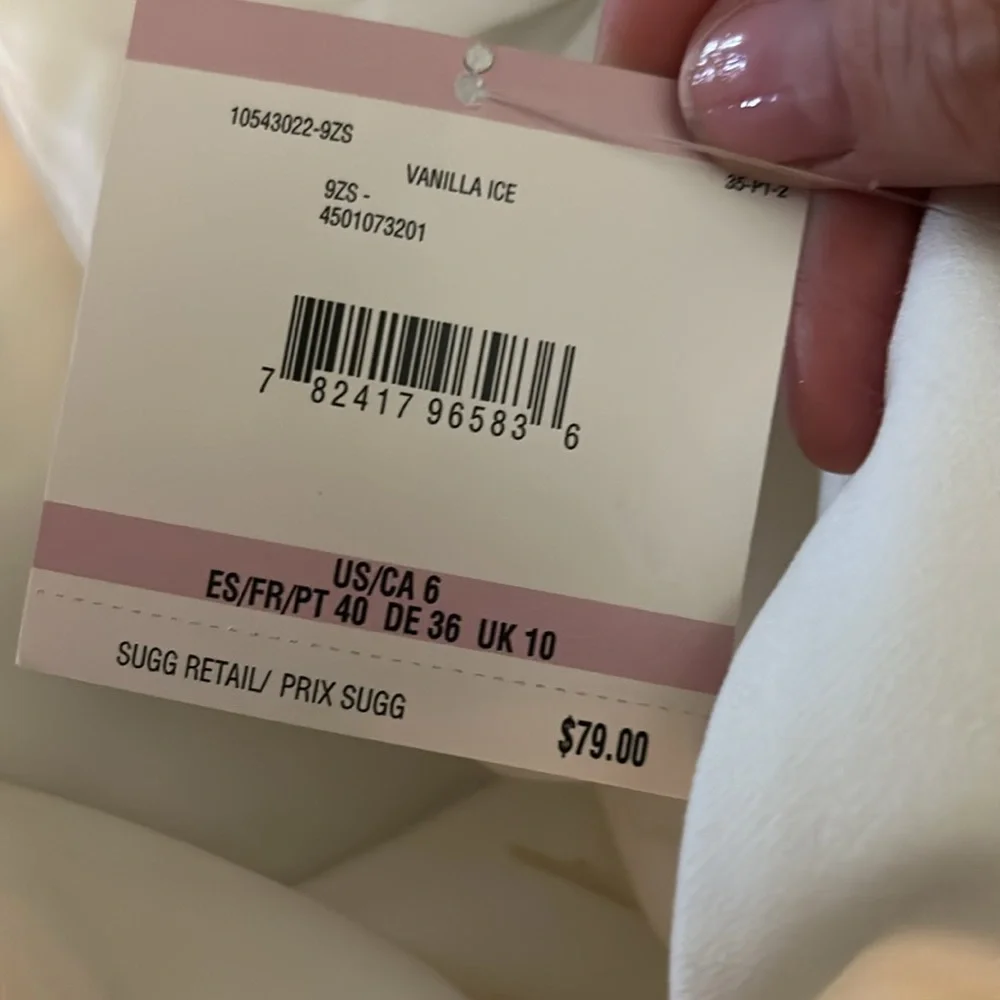 10543022-9ZS
VANILLA ICE
35-PT-2
9ZS -
4501073201
7 82417 96583 6
US/CA 6
ES/FR/PT 40 DE 36 UK 10
SUGG RETAIL/ PRIX SUGG
$79.00